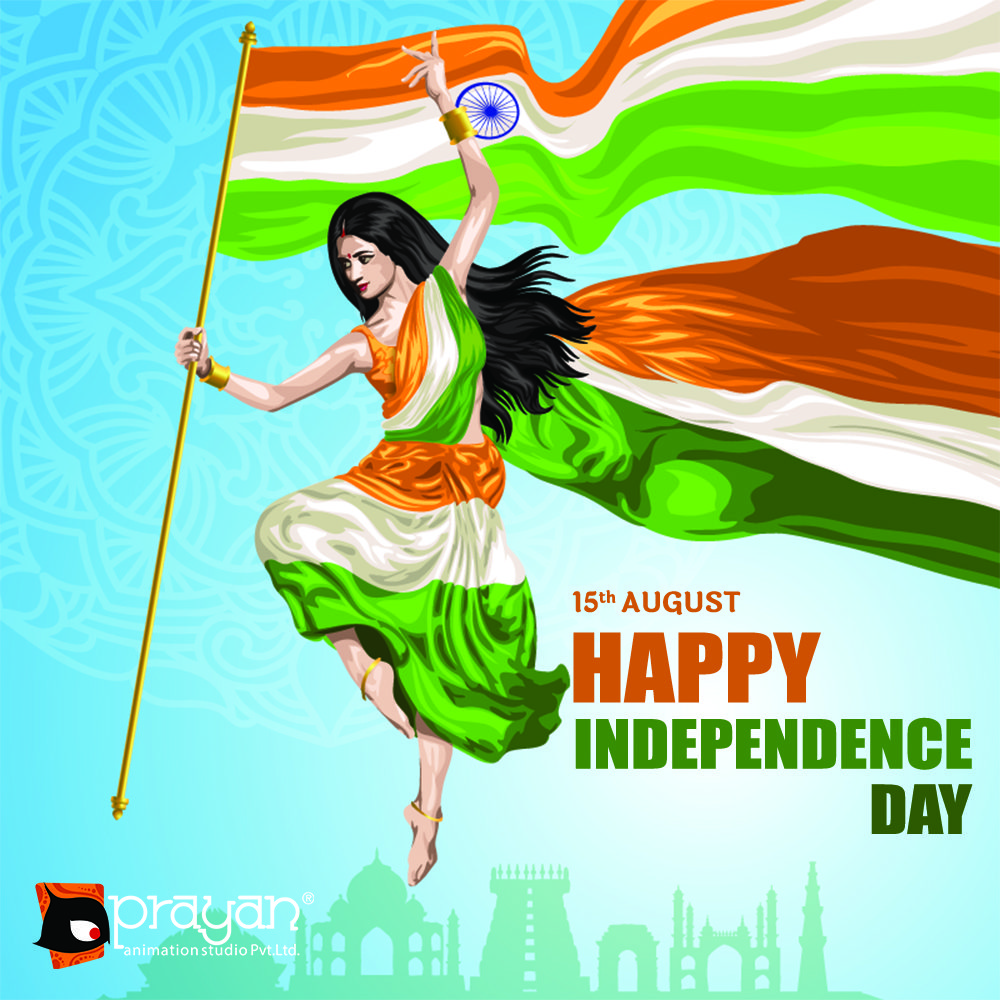 15th AUGUST
HAPPY
INDEPENDENCE
DAY
prayan®
animation studio Pvt.Ltd.